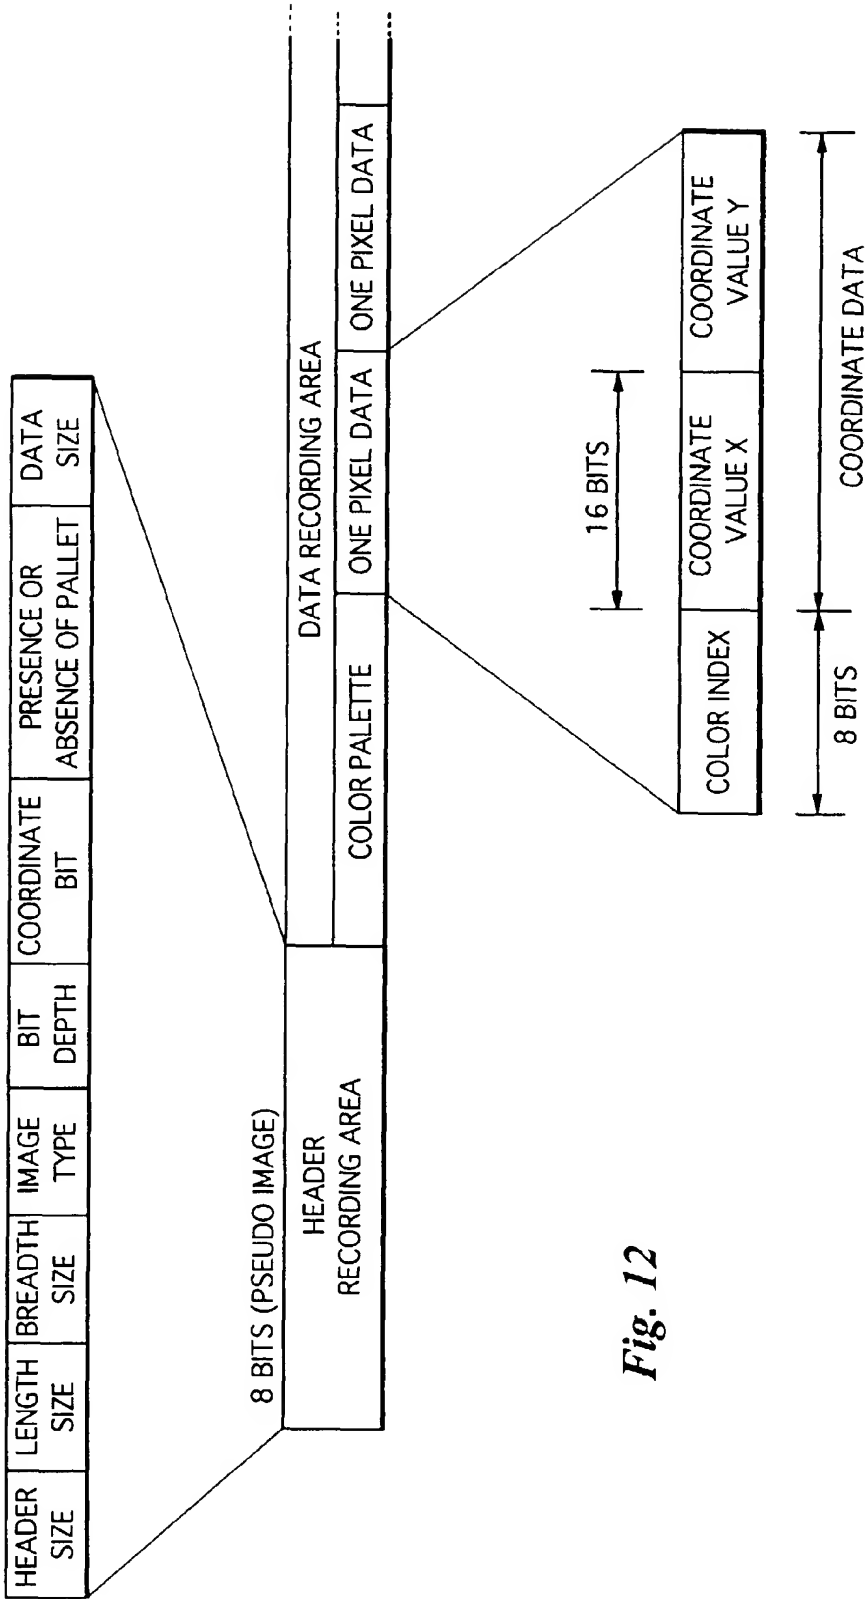 HEADER
SIZE
LENGTH
SIZE
BREADTH
SIZE
IMAGE
TYPE
BIT
DEPTH
COORDINATE
BIT
PRESENCE OR
ABSENCE OF PALLET
DATA
SIZE
8 BITS (PSEUDO IMAGE)
HEADER
RECORDING AREA
DATA RECORDING AREA
COLOR PALETTE
ONE PIXEL DATA
ONE PIXEL DATA
16 BITS
COLOR INDEX
COORDINATE
VALUE X
COORDINATE
VALUE Y
8 BITS
COORDINATE DATA
Fig. 12